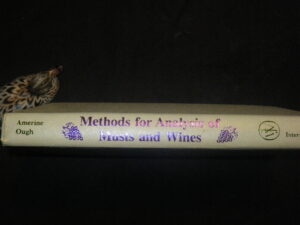 Amerine
Ough
Methods for Analysis of
Musts and Wines